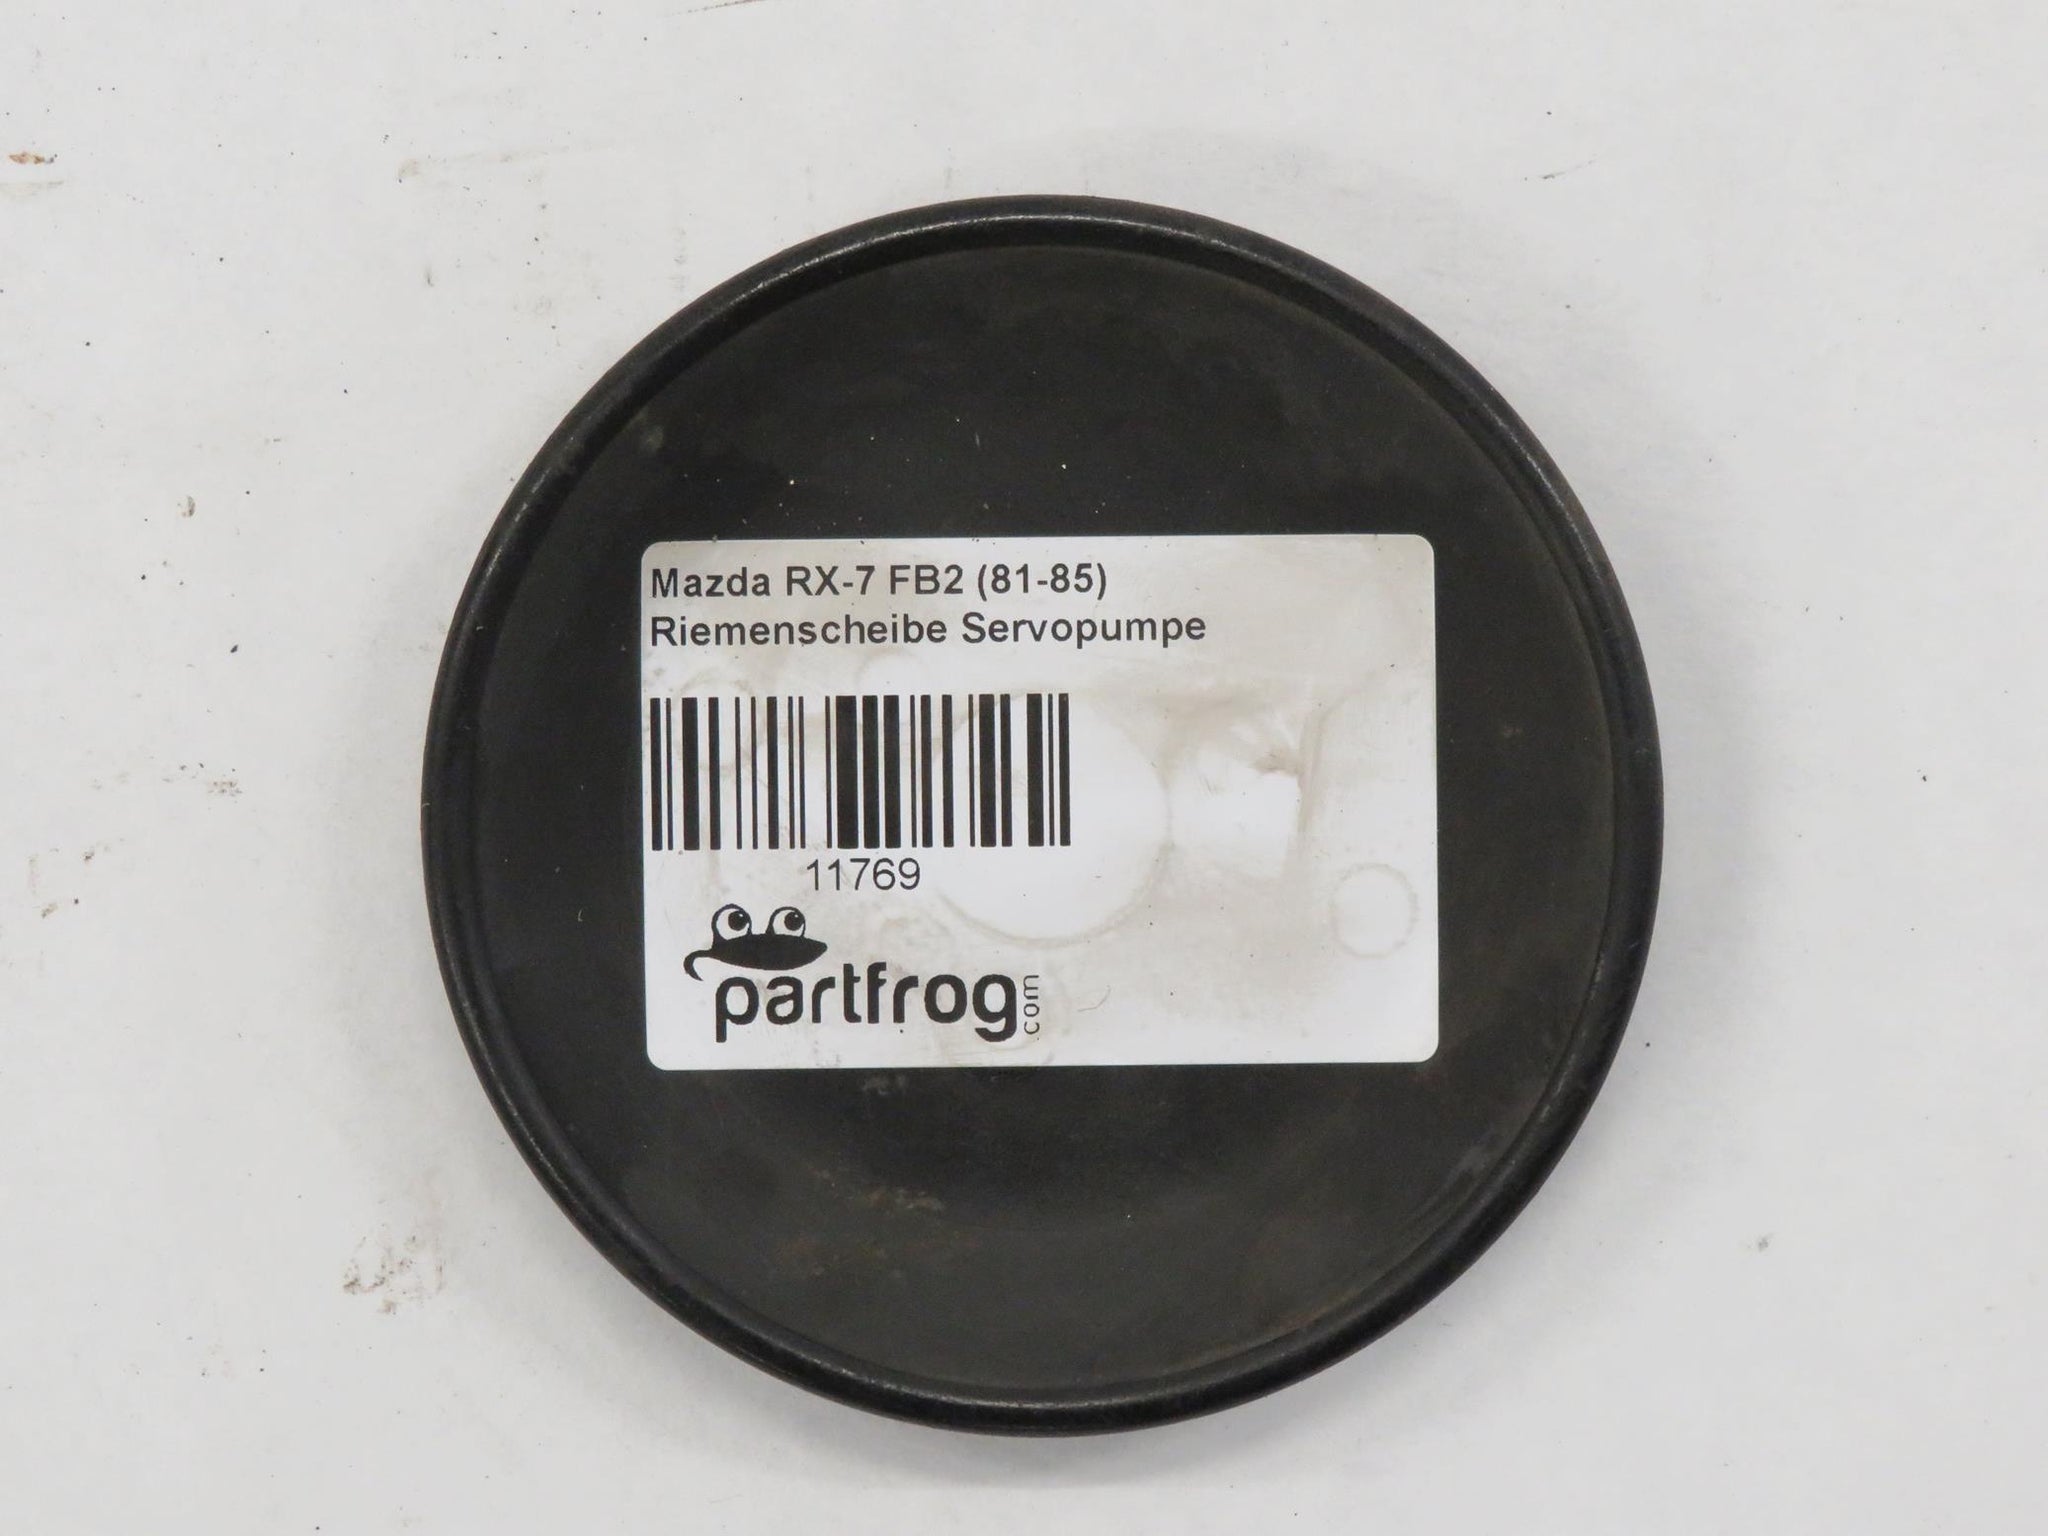 Mazda RX-7 FB2 (81-85)
Riemenscheibe Servopumpe
11769
partfrog
com